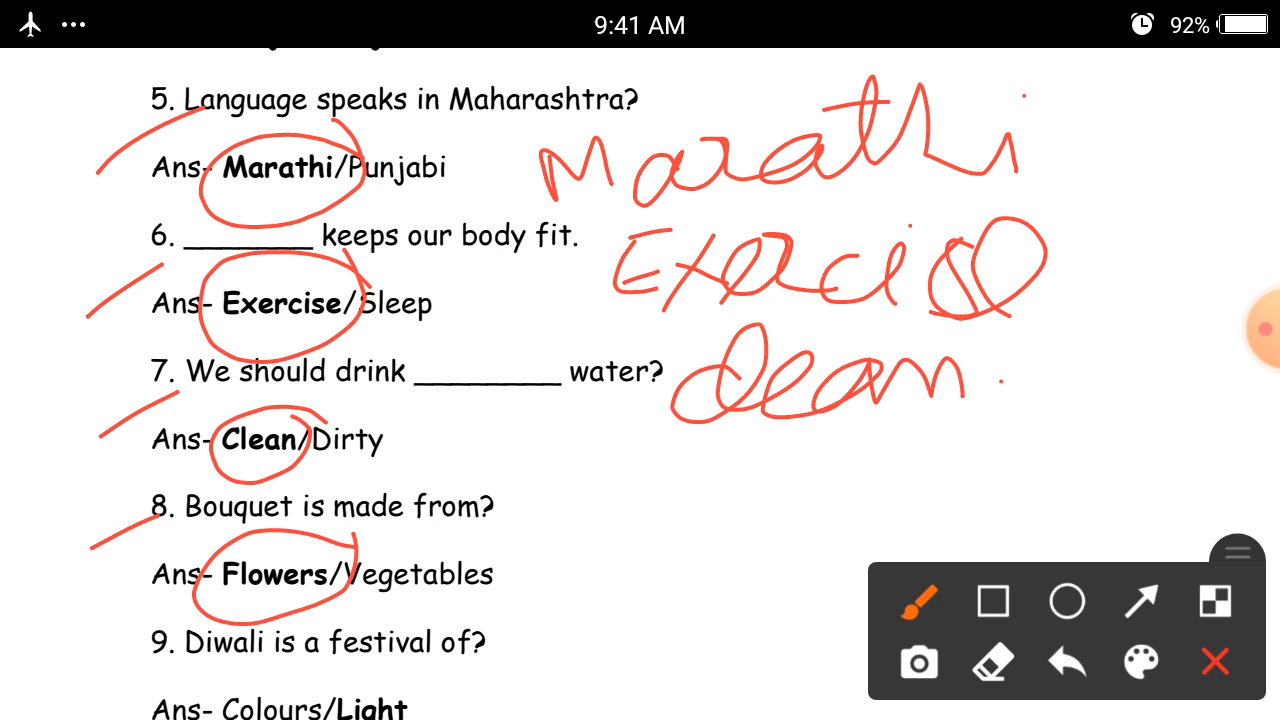 9:41 AM 92%
5. Language speaks in Maharashtra?
Ans- Marathi/Punjabi
Marathi
6. _______ keeps our body fit.
Ans- Exercise/Sleep
Exercise
7. We should drink ________ water?
clean
Ans- Clean/Dirty
8. Bouquet is made from?
Ans- Flowers/Vegetables
9. Diwali is a festival of?
Ans- Colours/Light